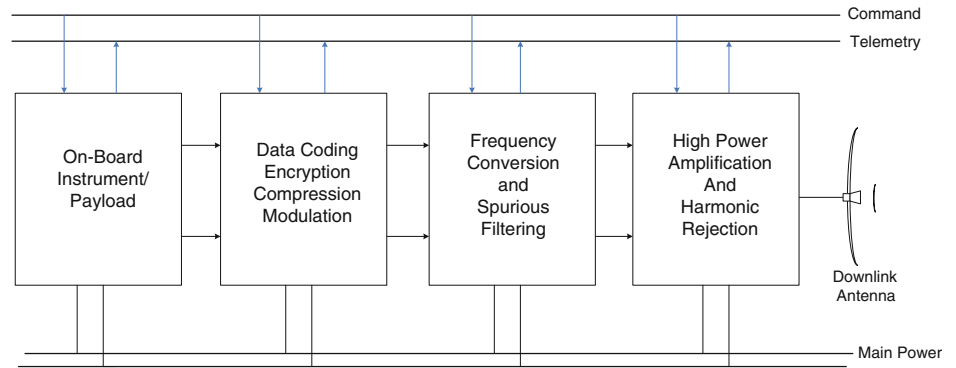 Command
Telemetry
On-Board
Instrument/
Payload
Data Coding
Encryption
Compression
Modulation
Frequency
Conversion
and
Spurious
Filtering
High Power
Amplification
And
Harmonic
Rejection
Downlink
Antenna
Main Power